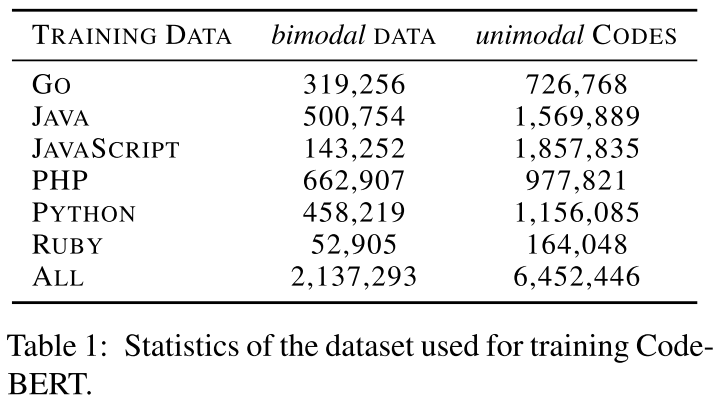 TRAINING DATA bimodal DATA unimodal CODES
GO 319,256 726,768
JAVA 500,754 1,569,889
JAVASCRIPT 143,252 1,857,835
PHP 662,907 977,821
PYTHON 458,219 1,156,085
RUBY 52,905 164,048
ALL 2,137,293 6,452,446
Table 1: Statistics of the dataset used for training Code-
BERT.